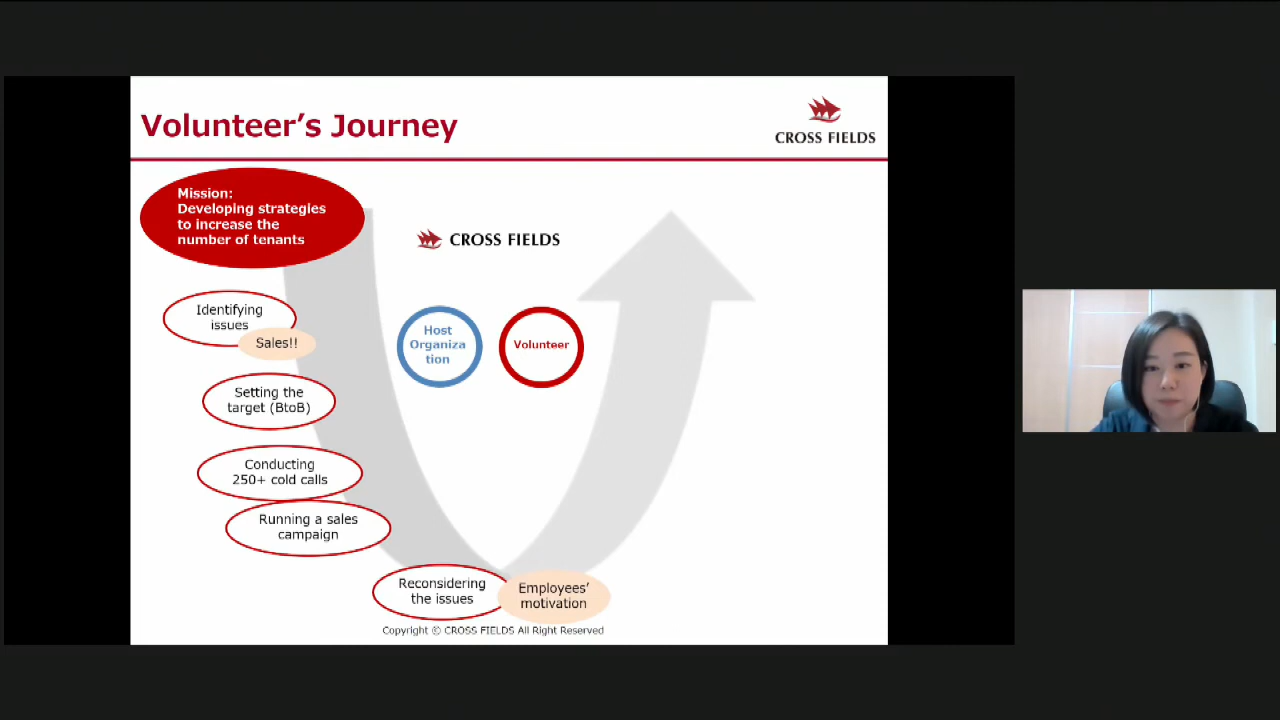 Volunteer’s Journey
CROSS FIELDS
Mission:
Developing strategies
to increase the
number of tenants
CROSS FIELDS
Identifying
issues
Sales!!
Host
Organiza
tion
Volunteer
Setting the
target (BtoB)
Conducting
250+ cold calls
Running a sales
campaign
Reconsidering
the issues
Employees’
motivation
Copyright © CROSS FIELDS All Right Reserved